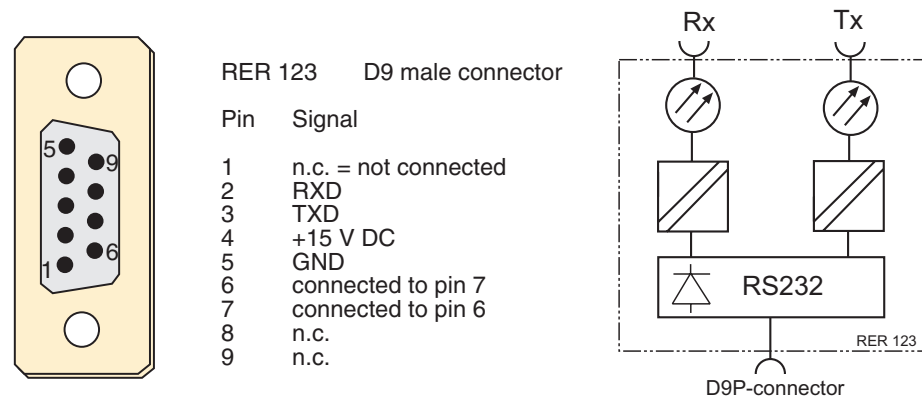 5
9
6
1
RER 123 D9 male connector
Pin Signal
1 n.c. = not connected
2 RXD
3 TXD
4 +15 V DC
5 GND
6 connected to pin 7
7 connected to pin 6
8 n.c.
9 n.c.
Rx Tx
RS232
RER 123
D9P-connector